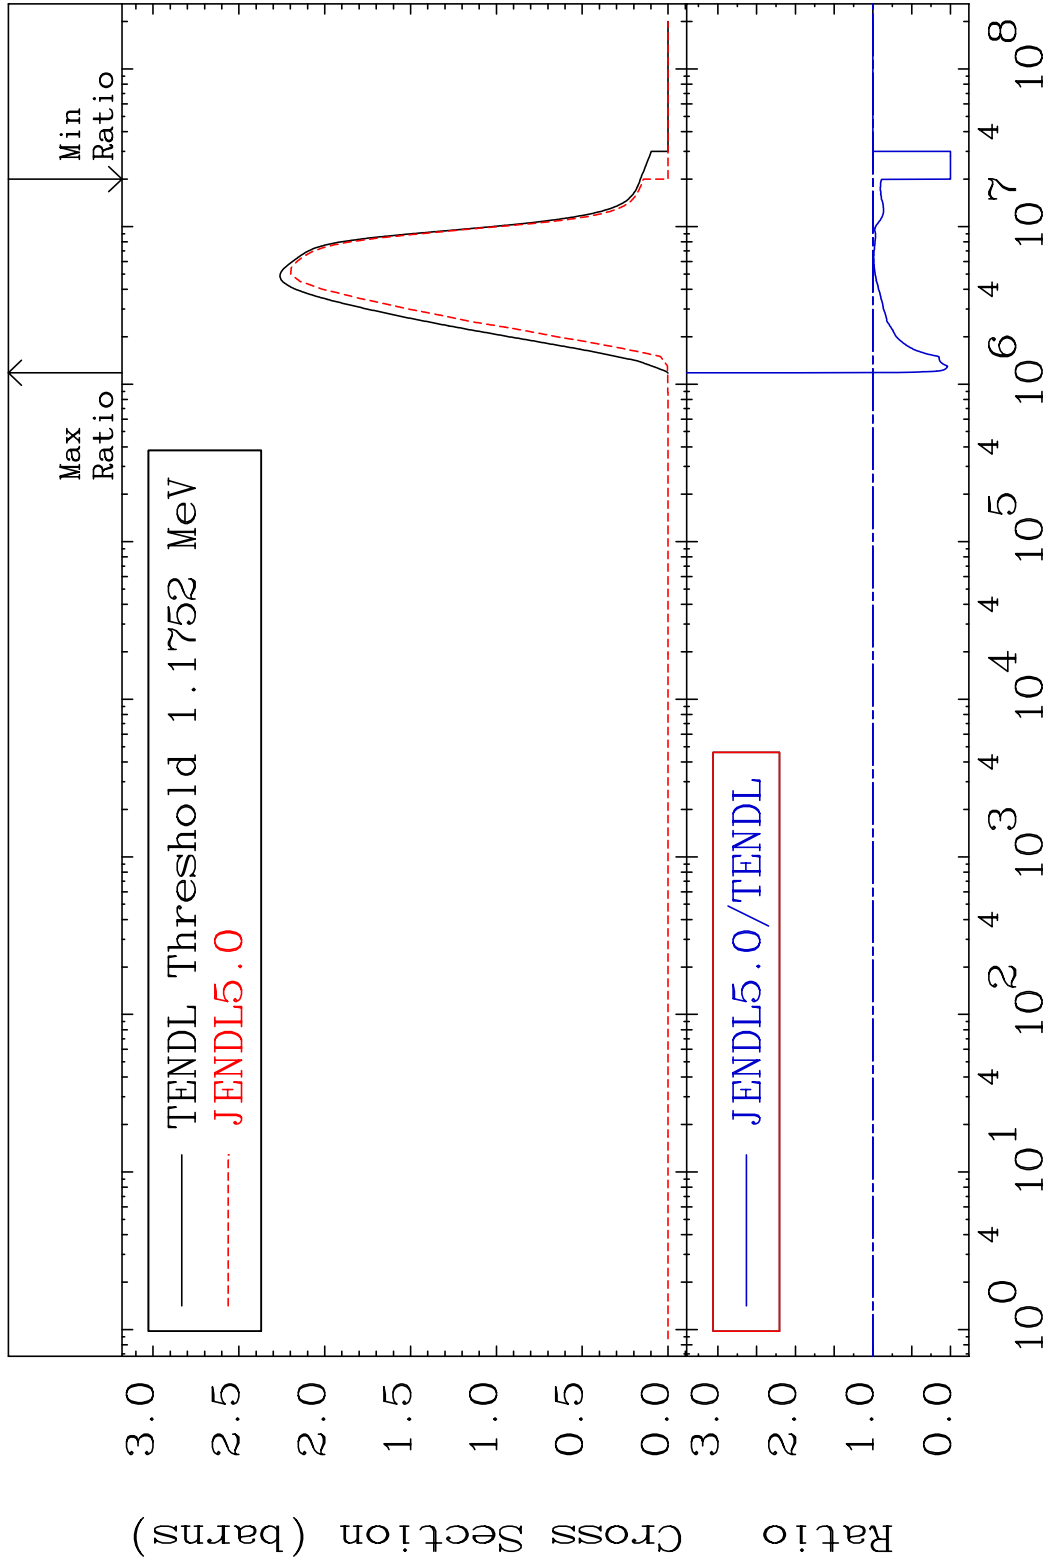 Max
Ratio
Min
Ratio
TENDL Threshold 1.1752 MeV
JENDL5.0
3.0
2.5
2.0
1.5
1.0
0.5
0.0
Cross Section (barns)
JENDL5.0/TENDL
3.0
2.0
1.0
0.0
Ratio
10^0 4 10^1 4 10^2 4 10^3 4 10^4 4 10^5 4 10^6 4 10^7 4 10^8